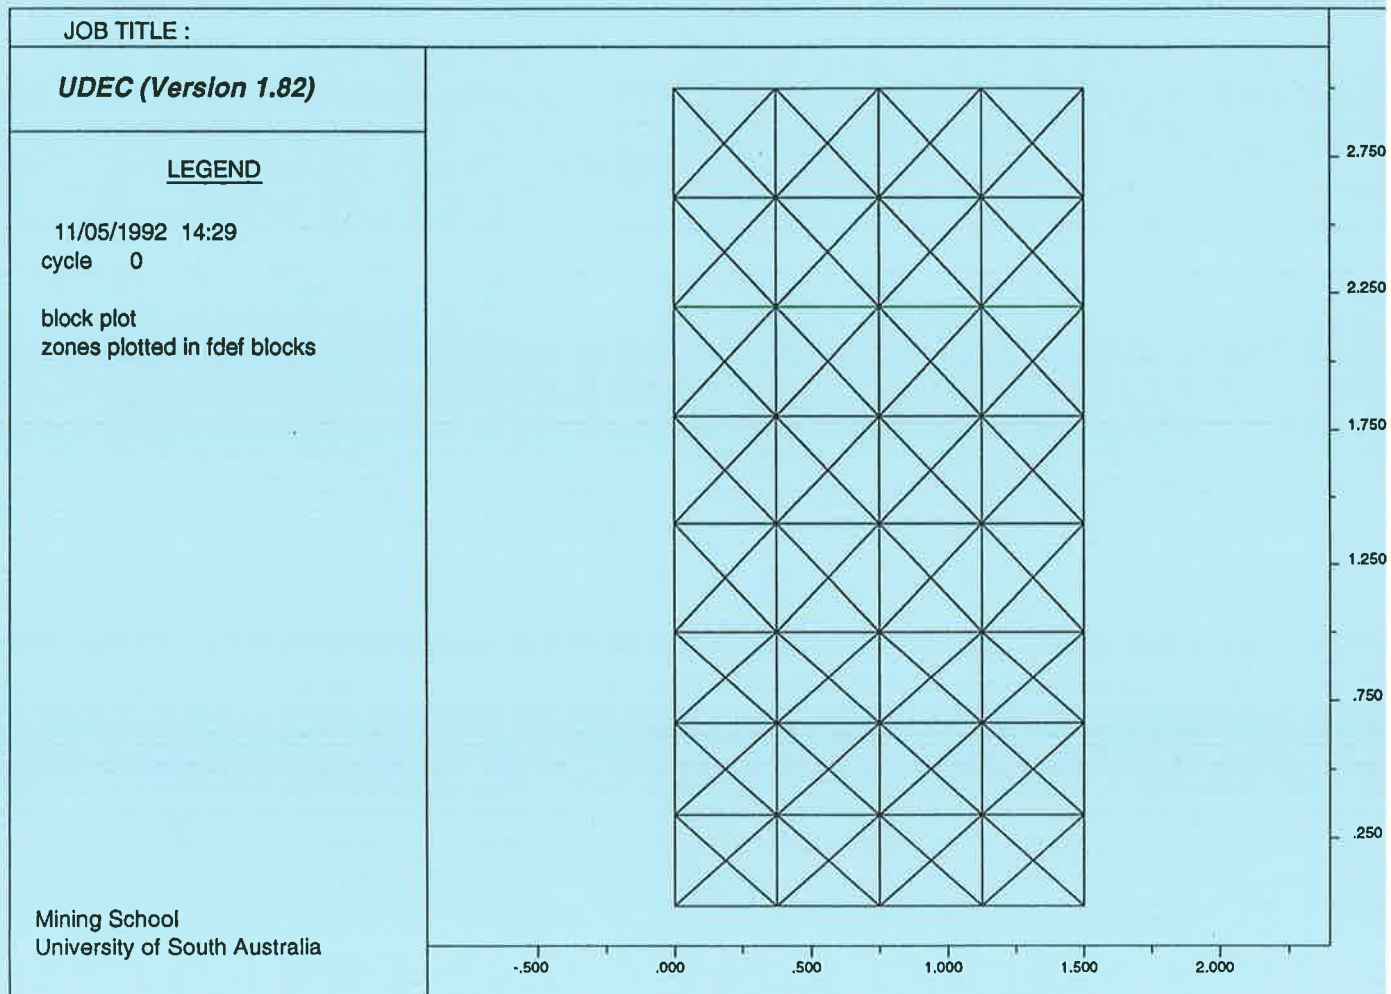 JOB TITLE :
UDEC (Version 1.82)
LEGEND
11/05/1992 14:29
cycle 0
block plot
zones plotted in fdef blocks
Mining School
University of South Australia
2.750
2.250
1.750
1.250
.750
.250
-.500 .000 .500 1.000 1.500 2.000